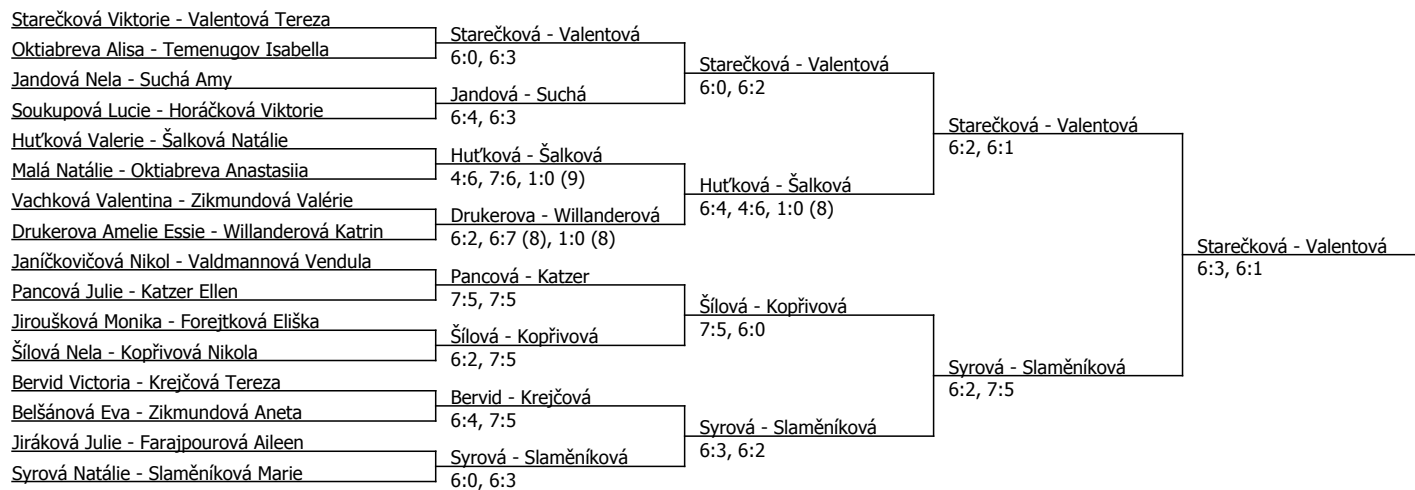 Starečková Viktorie - Valentová Tereza
Oktiabreva Alisa - Temenugov Isabella
Jandová Nela - Suchá Amy
Soukupová Lucie - Horáčková Viktorie
Huťková Valerie - Šalková Natálie
Malá Natálie - Oktiabreva Anastasiia
Vachková Valentina - Zikmundová Valérie
Drukerova Amelie Essie - Willanderová Katrin
Janíčkovičová Nikol - Valdmannová Vendula
Pancová Julie - Katzer Ellen
Jiroušková Monika - Forejtková Eliška
Šílová Nela - Kopřivová Nikola
Bervid Victoria - Krejčová Tereza
Belšánová Eva - Zikmundová Aneta
Jiráková Julie - Farajpourová Aileen
Syrová Natálie - Slaměníková Marie
Starečková - Valentová
6:0, 6:3
Jandová - Suchá
6:4, 6:3
Huťková - Šalková
4:6, 7:6, 1:0 (9)
Drukerova - Willanderová
6:2, 6:7 (8), 1:0 (8)
Pancová - Katzer
7:5, 7:5
Šílová - Kopřivová
6:2, 7:5
Bervid - Krejčová
6:4, 7:5
Syrová - Slaměníková
6:0, 6:3
Starečková - Valentová
6:0, 6:2
Huťková - Šalková
6:4, 4:6, 1:0 (8)
Šílová - Kopřivová
7:5, 6:0
Syrová - Slaměníková
6:3, 6:2
Starečková - Valentová
6:2, 6:1
Syrová - Slaměníková
6:2, 7:5
Starečková - Valentová
6:3, 6:1